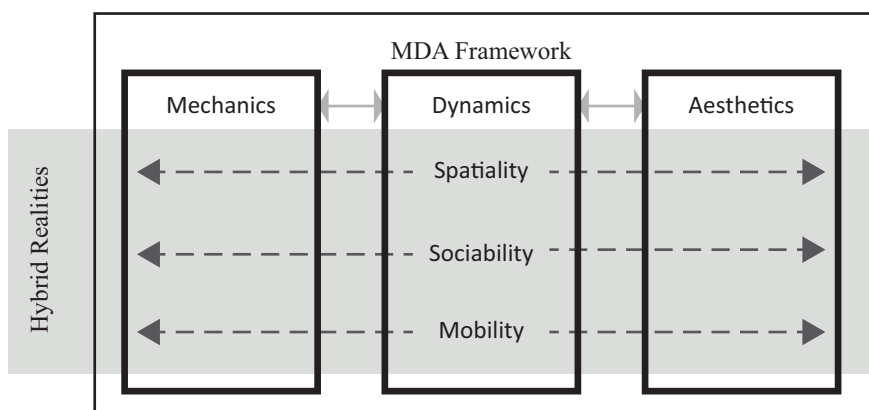 MDA Framework
Mechanics
Dynamics
Aesthetics
Hybrid Realities
Spatiality
Sociability
Mobility